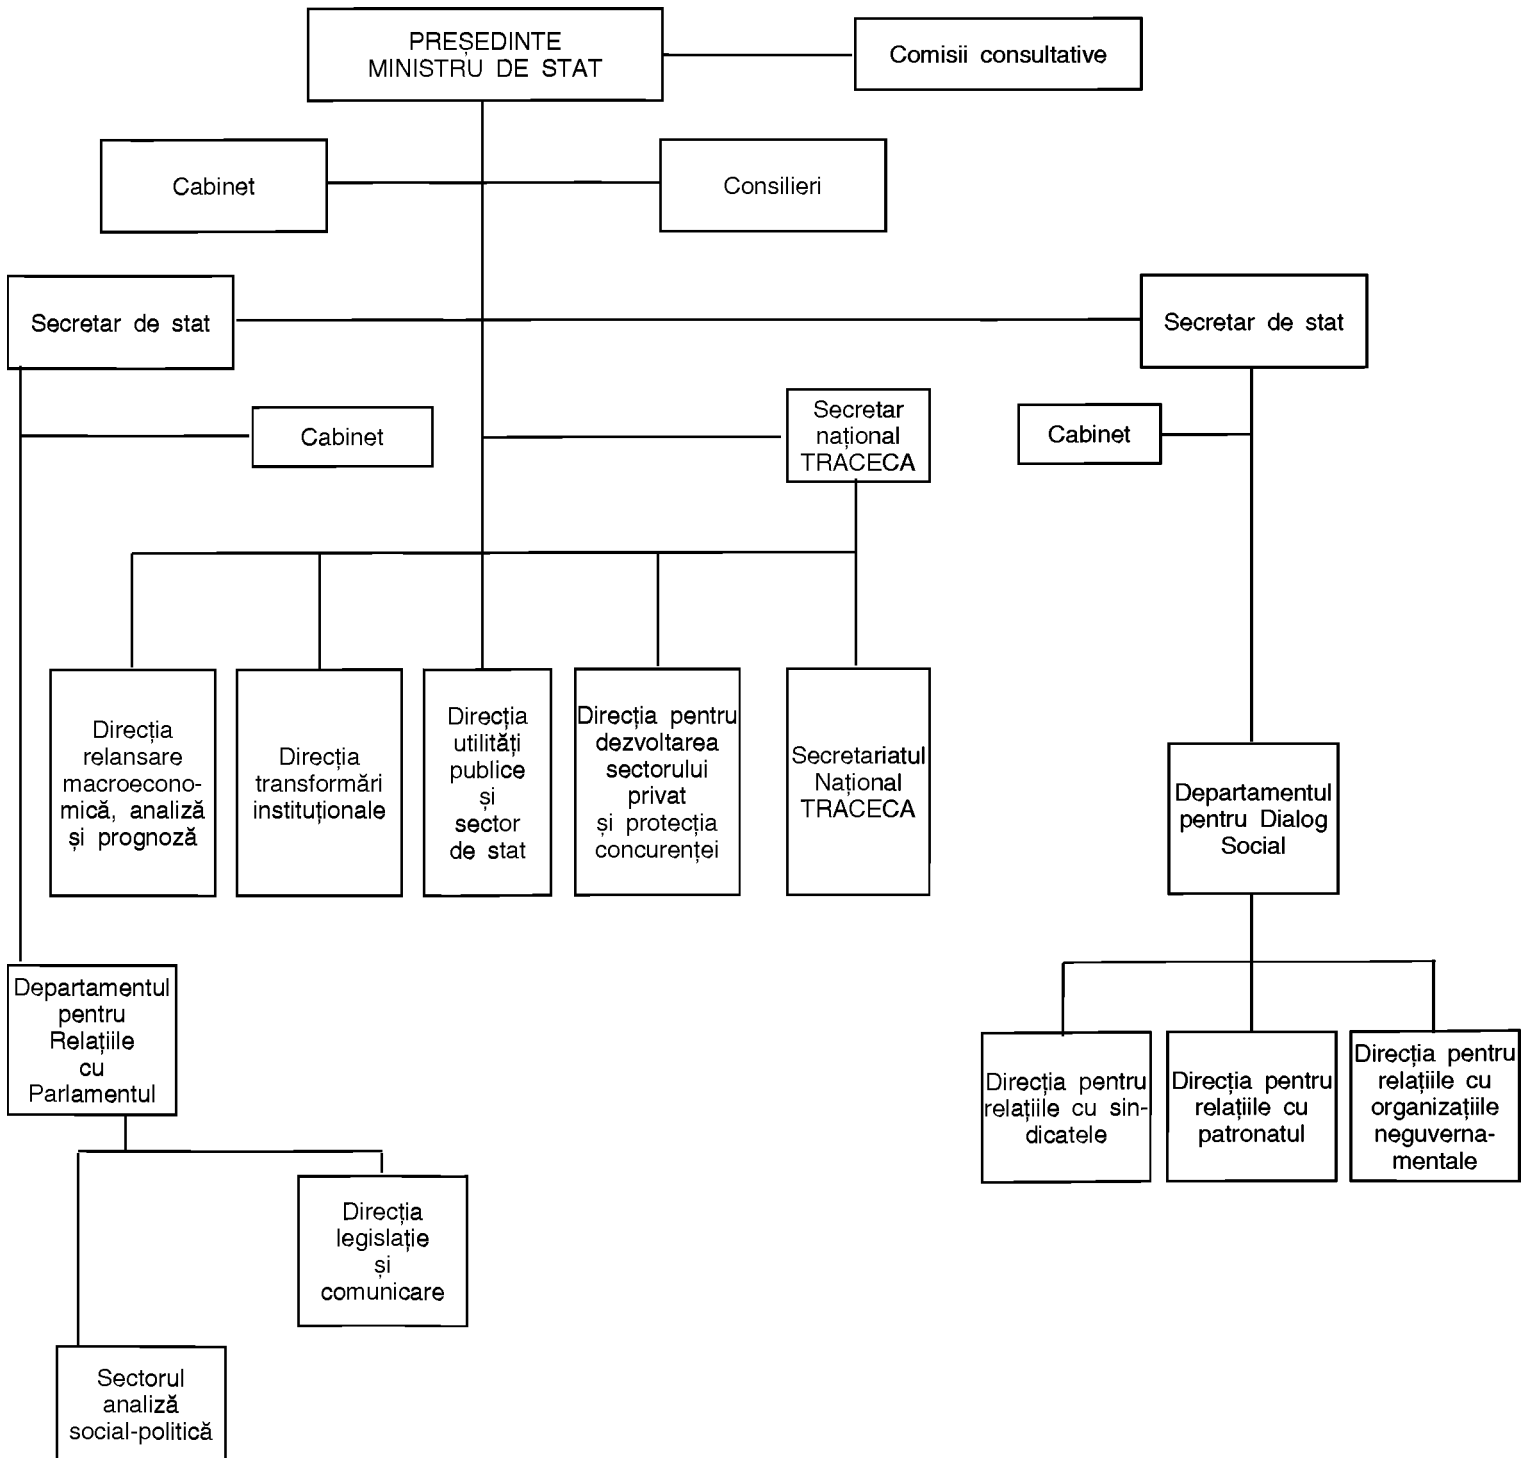 PREȘEDINTE
MINISTRU DE STAT
Comisii consultative
Cabinet
Consilieri
Secretar de stat
Secretar de stat
Cabinet
Secretar
național
TRACECA
Cabinet
Direcția
relansare
macroecono-
mică, analiză
și prognoză
Direcția
transformări
instituționale
Direcția
utilități
publice
și
sector
de stat
Direcția pentru
dezvoltarea
sectorului
privat
și protecția
concurenței
Secretariatul
Național
TRACECA
Departamentul
pentru Dialog
Social
Departamentul
pentru
Relațiile
cu
Parlamentul
Direcția pentru
relațiile cu sin-
dicatele
Direcția pentru
relațiile cu
patronatul
Direcția pentru
relațiile cu
organizațiile
neguverna-
mentale
Direcția
legislație
și
comunicare
Sectorul
analiză
social-politică